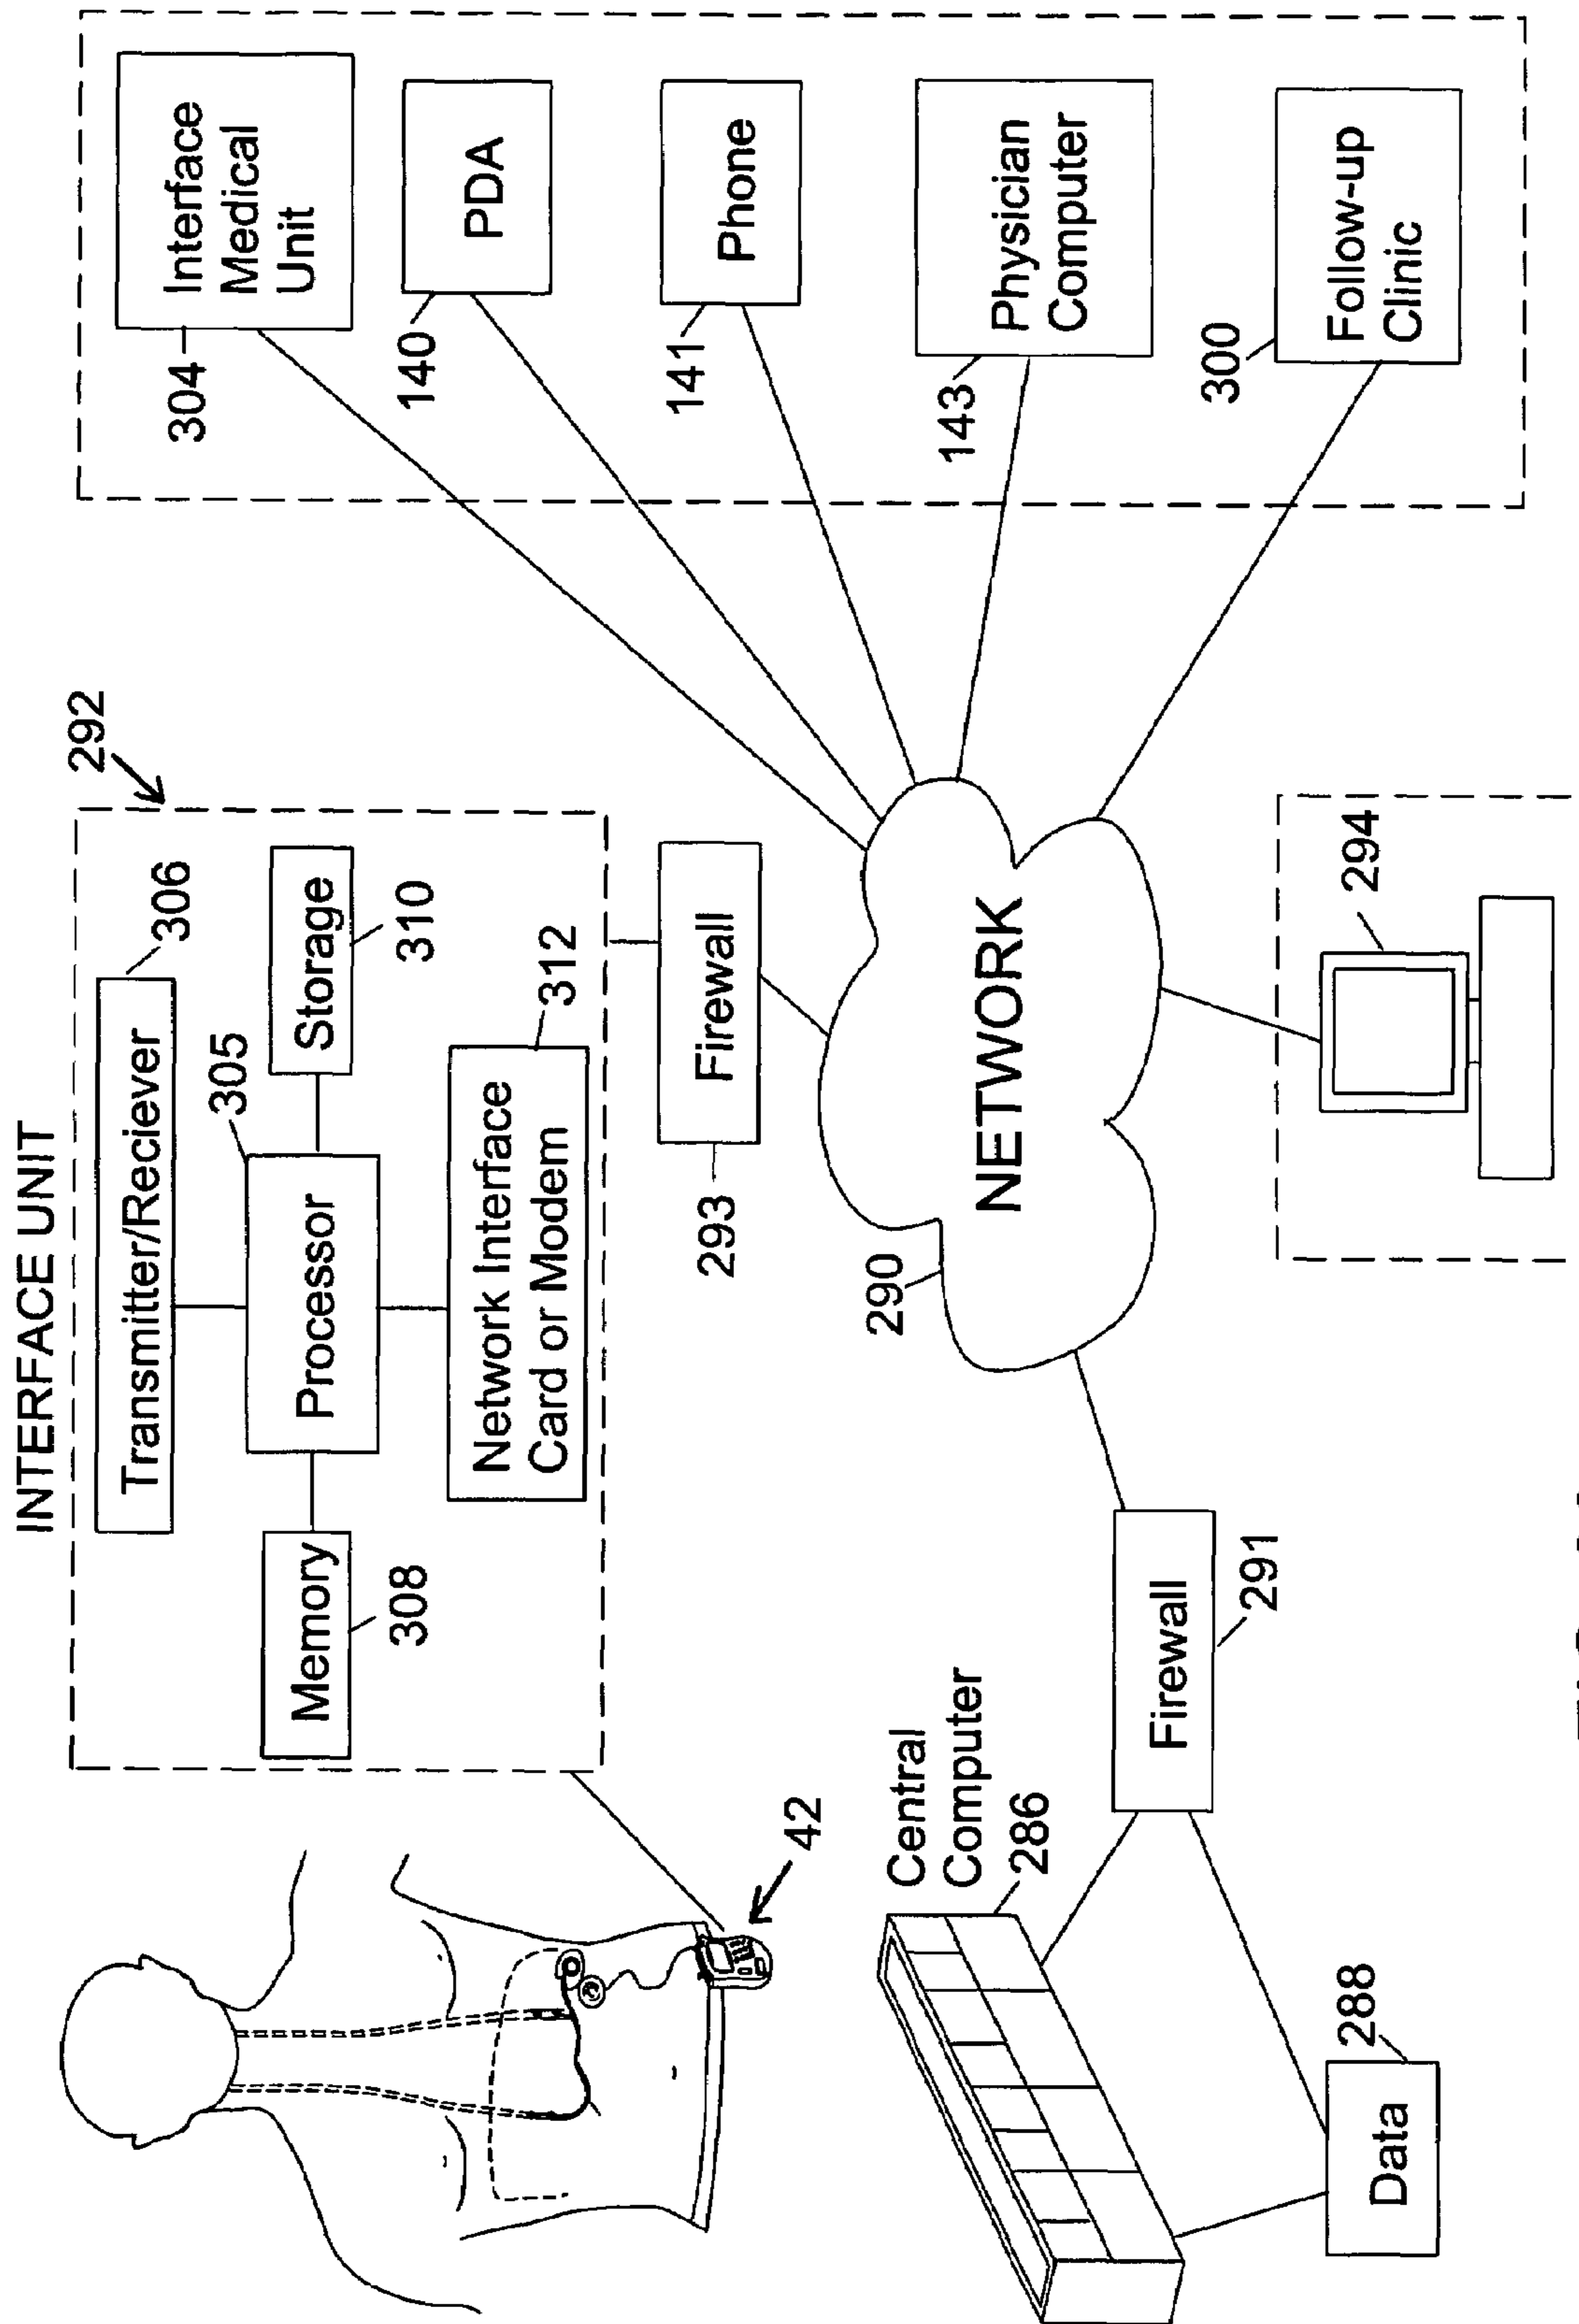 INTERFACE UNIT
292
Transmitter/Reciever
306
305
Processor
Storage
310
Memory
308
Network Interface
Card or Modem
312
42
Firewall
293
Central
Computer
286
Data
288
Firewall
291
290
NETWORK
294
Interface
Medical
Unit
304
PDA
140
Phone
141
Physician
Computer
143
Follow-up
Clinic
300